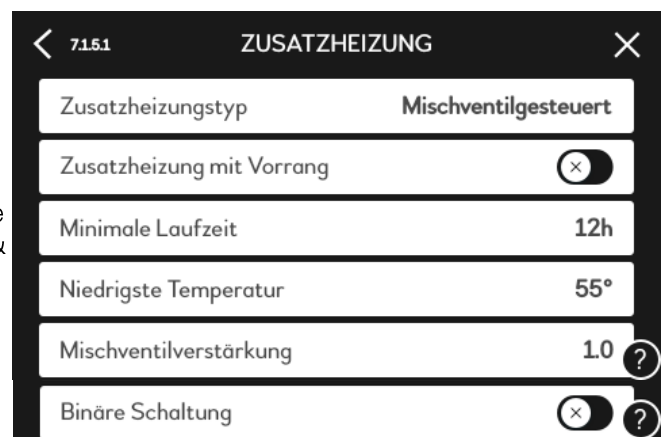 7.1.5.1 ZUSATZHEIZUNG
Zusatzheizungstyp Mischventilgesteuert
Zusatzheizung mit Vorrang
e
&
Minimale Laufzeit 12h
Niedrigste Temperatur 55°
Mischventilverstärkung 1.0 ?
Binäre Schaltung ?